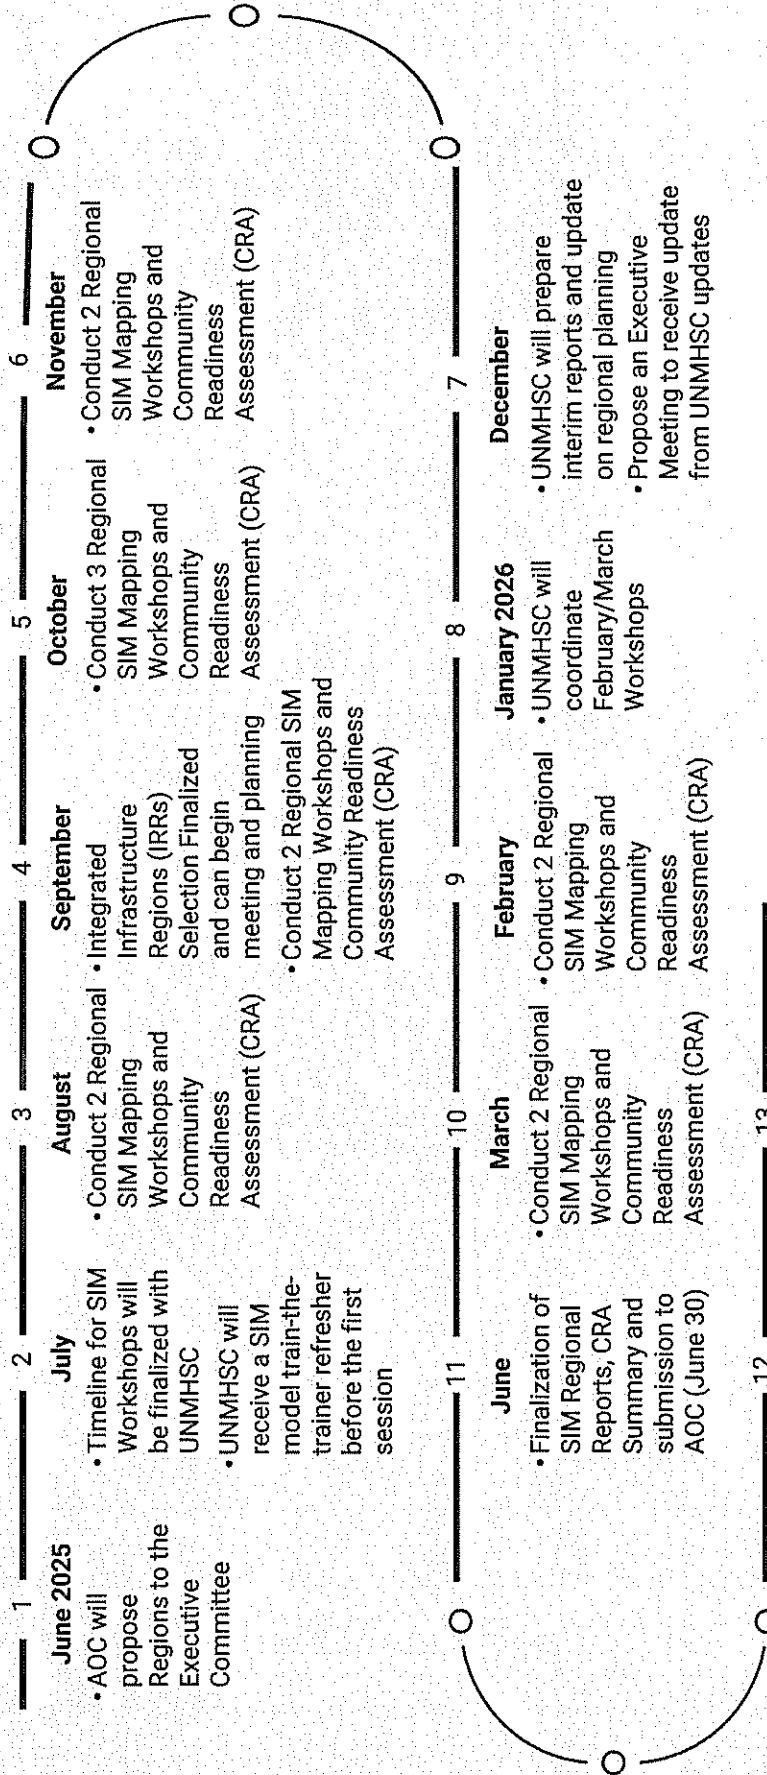 1
June 2025
• AOC will
propose
Regions to the
Executive
Committee
2
July
• Timeline for SIM
Workshops will
be finalized with
UNMHSC
• UNMHSC will
receive a SIM
model train-the-
trainer refresher
before the first
session
3
August
• Conduct 2 Regional
SIM Mapping
Workshops and
Community
Readiness
Assessment (CRA)
4
September
• Integrated
Infrastructure
Regions (IRRs)
Selection Finalized
and can begin
meeting and planning
• Conduct 2 Regional SIM
Mapping Workshops and
Community Readiness
Assessment (CRA)
5
October
• Conduct 3 Regional
SIM Mapping
Workshops and
Community
Readiness
Assessment (CRA)
6
November
• Conduct 2 Regional
SIM Mapping
Workshops and
Community
Readiness
Assessment (CRA)
7
December
• UNMHSC will prepare
interim reports and update
on regional planning
• Propose an Executive
Meeting to receive update
from UNMHSC updates
8
January 2026
• UNMHSC will
coordinate
February/March
Workshops
9
February
• Conduct 2 Regional
SIM Mapping
Workshops and
Community
Readiness
Assessment (CRA)
10
March
• Conduct 2 Regional
SIM Mapping
Workshops and
Community
Readiness
Assessment (CRA)
11
June
• Finalization of
SIM Regional
Reports, CRA
Summary and
submission to
AOC (June 30)
12
13